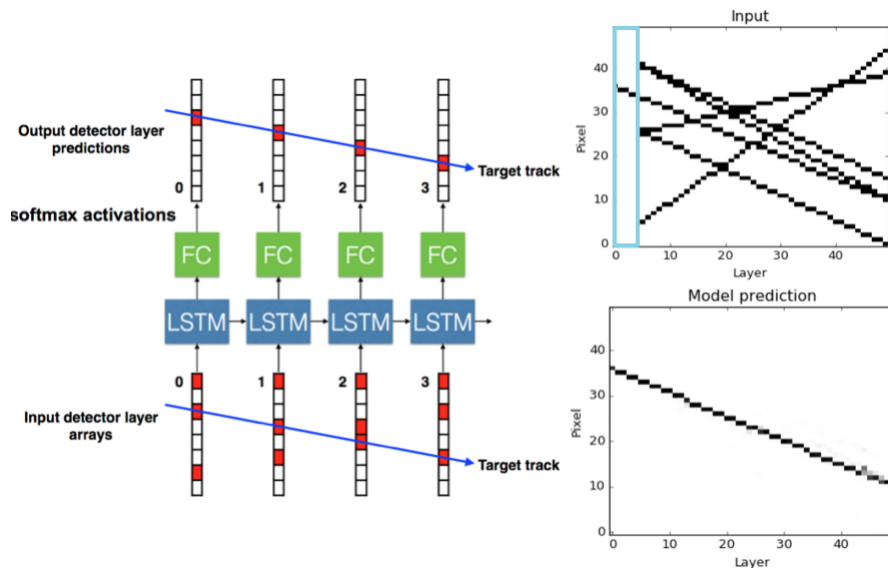 Output detector layer
predictions
0
1
2
3
Target track
softmax activations
FC
FC
FC
FC
LSTM
LSTM
LSTM
LSTM
0
1
2
3
Input detector layer
arrays
Target track
Input
Pixel
40
30
20
10
0
0
10
20
30
40
Layer
Model prediction
Pixel
40
30
20
10
0
0
10
20
30
40
Layer